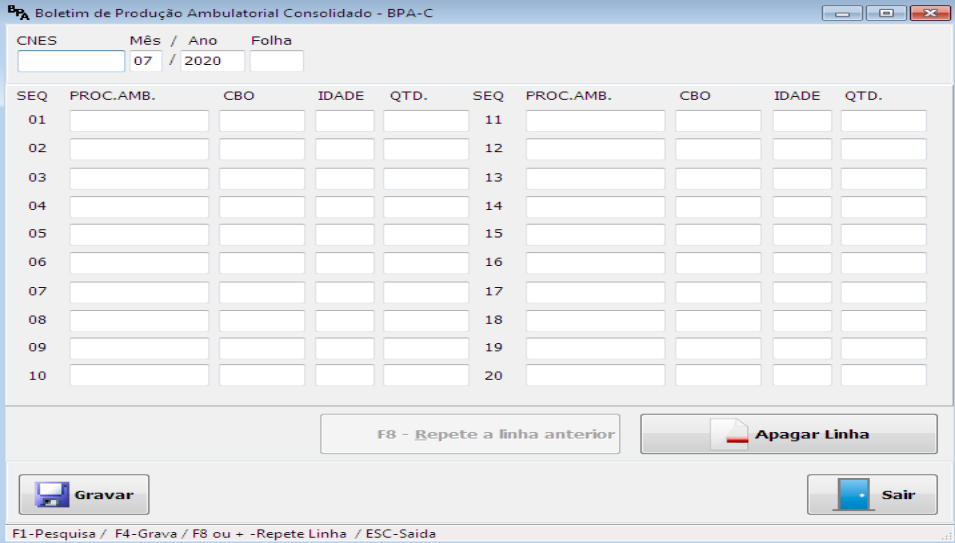 BPA Boletim de Produção Ambulatorial Consolidado - BPA-C
CNES Mês / Ano Folha
07 / 2020
SEQ PROC.AMB. CBO IDADE QTD. SEQ PROC.AMB. CBO IDADE QTD.
01 11
02 12
03 13
04 14
05 15
06 16
07 17
08 18
09 19
10 20
F8 - Repete a linha anterior Apagar Linha
Gravar Sair
F1-Pesquisa / F4-Grava / F8 ou + -Repete Linha / ESC-Saida